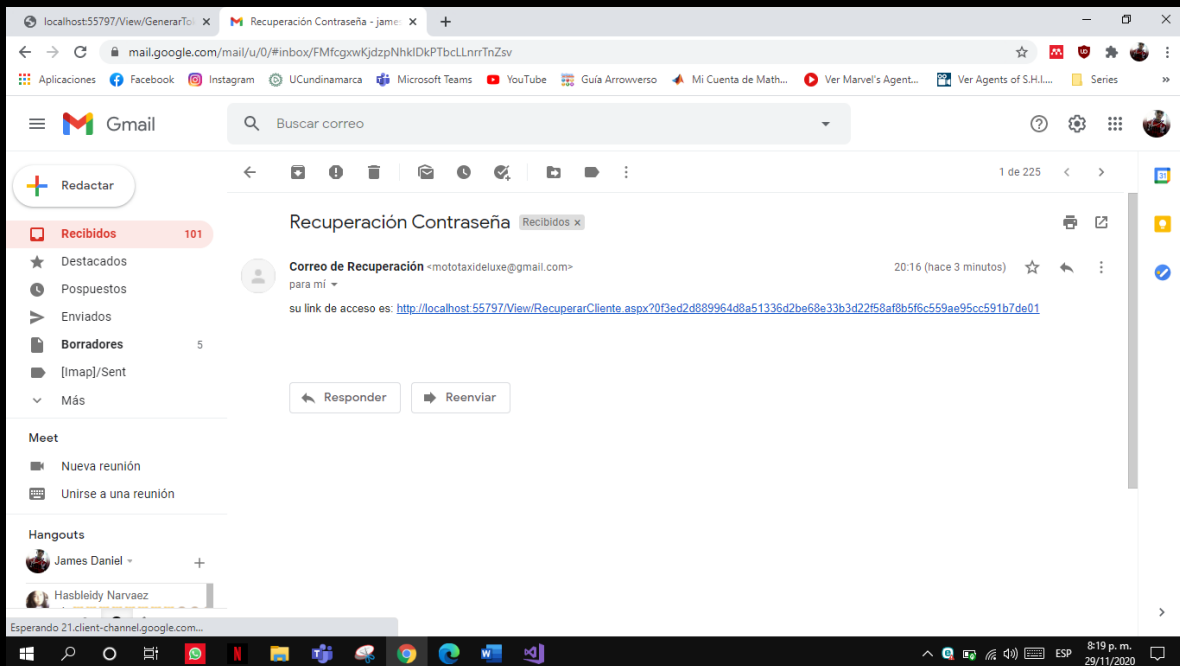 localhost:55797/View/GenerarTok
Recuperación Contraseña - james
mail.google.com/mail/u/0/#inbox/FMfcgxwKjdzpNhkIDkPTbcLLnrrTnZsv
Aplicaciones Facebook Instagram UCundinamarca Microsoft Teams YouTube Guía Arrowverso Mi Cuenta de Math... Ver Marvel's Agent... Ver Agents of S.H.I.... Series »
Gmail
Buscar correo
Redactar
1 de 225
Recibidos 101
Destacados
Pospuestos
Enviados
Borradores 5
[Imap]/Sent
Más
Meet
Nueva reunión
Unirse a una reunión
Hangouts
James Daniel
Hasbleidy Narvaez
Recuperación Contraseña Recibidos x
Correo de Recuperación <mototaxideluxe@gmail.com> 20:16 (hace 3 minutos)
para mí
su link de acceso es: http://localhost:55797/View/RecuperarCliente.aspx?0f3ed2d889964d8a51336d2be68e33b3d22f58af8b5f6c559ae95cc591b7de01
Responder Reenviar
31
Esperando 21.client-channel.google.com...
ESP
8:19 p. m.
29/11/2020